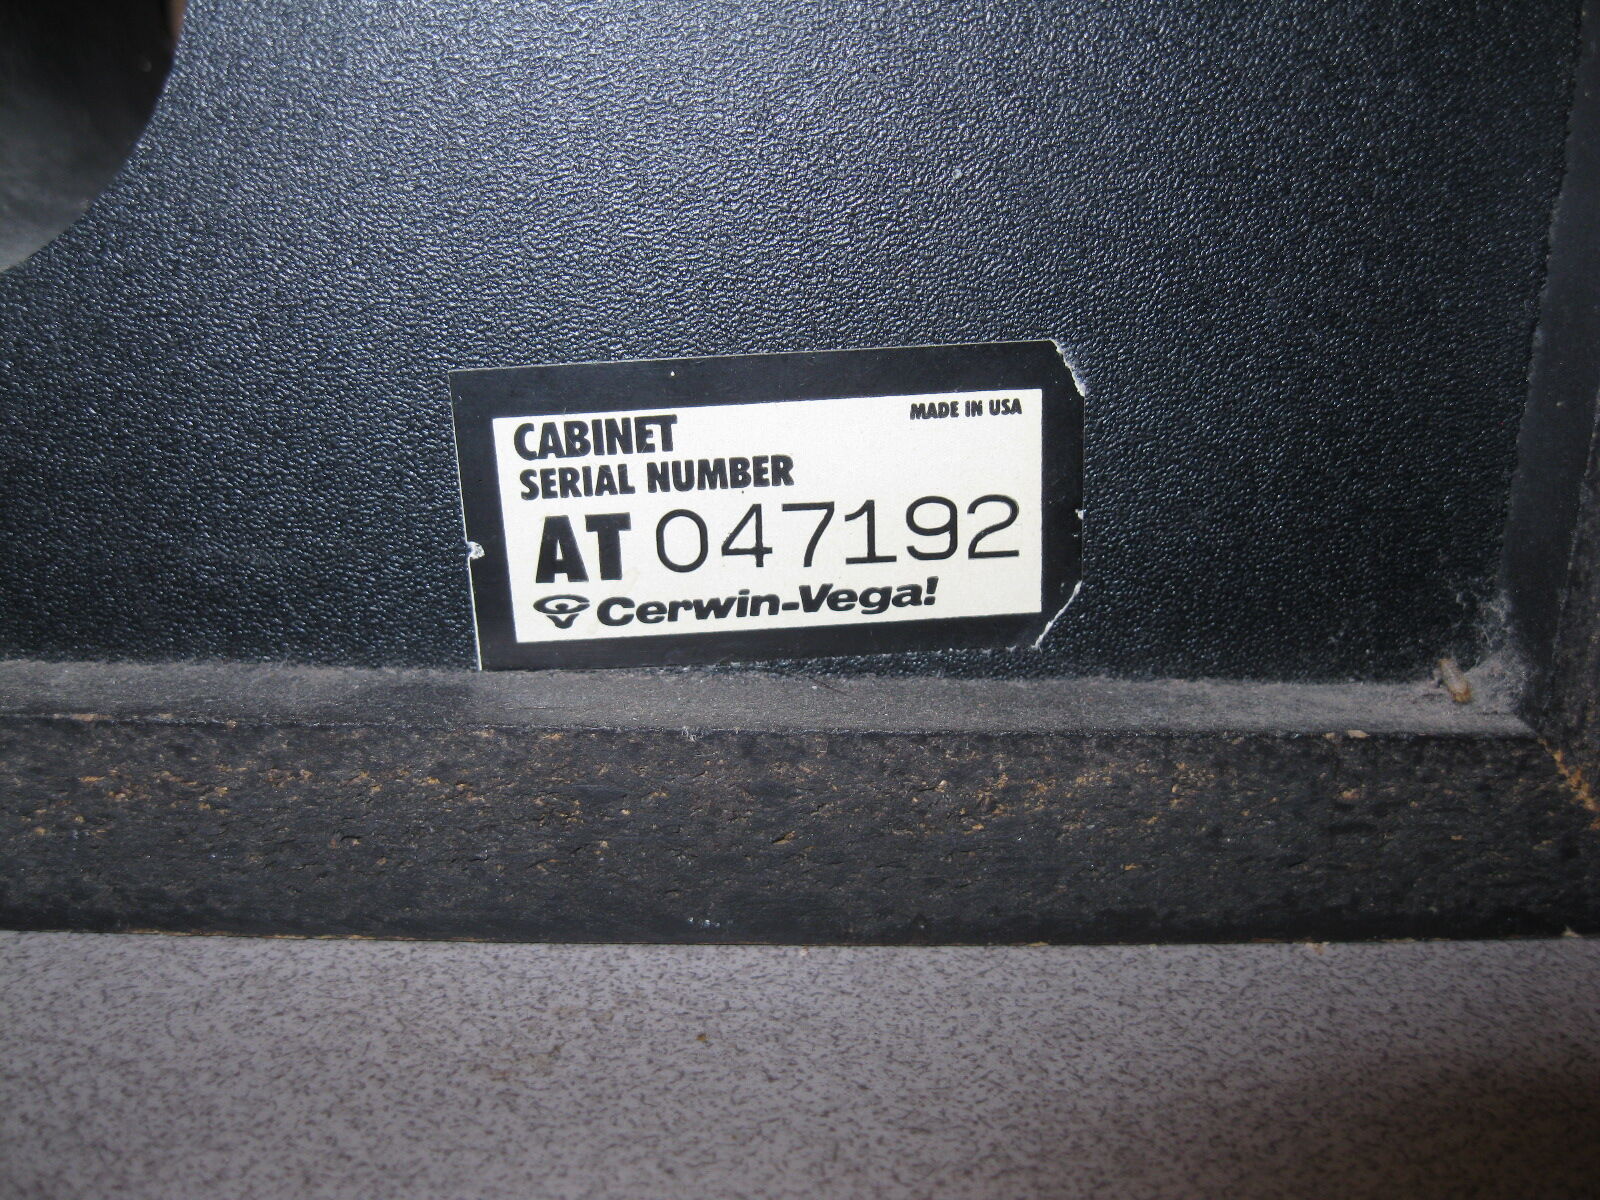 MADE IN USA
CABINET
SERIAL NUMBER
AT 047192
Cerwin-Vega!